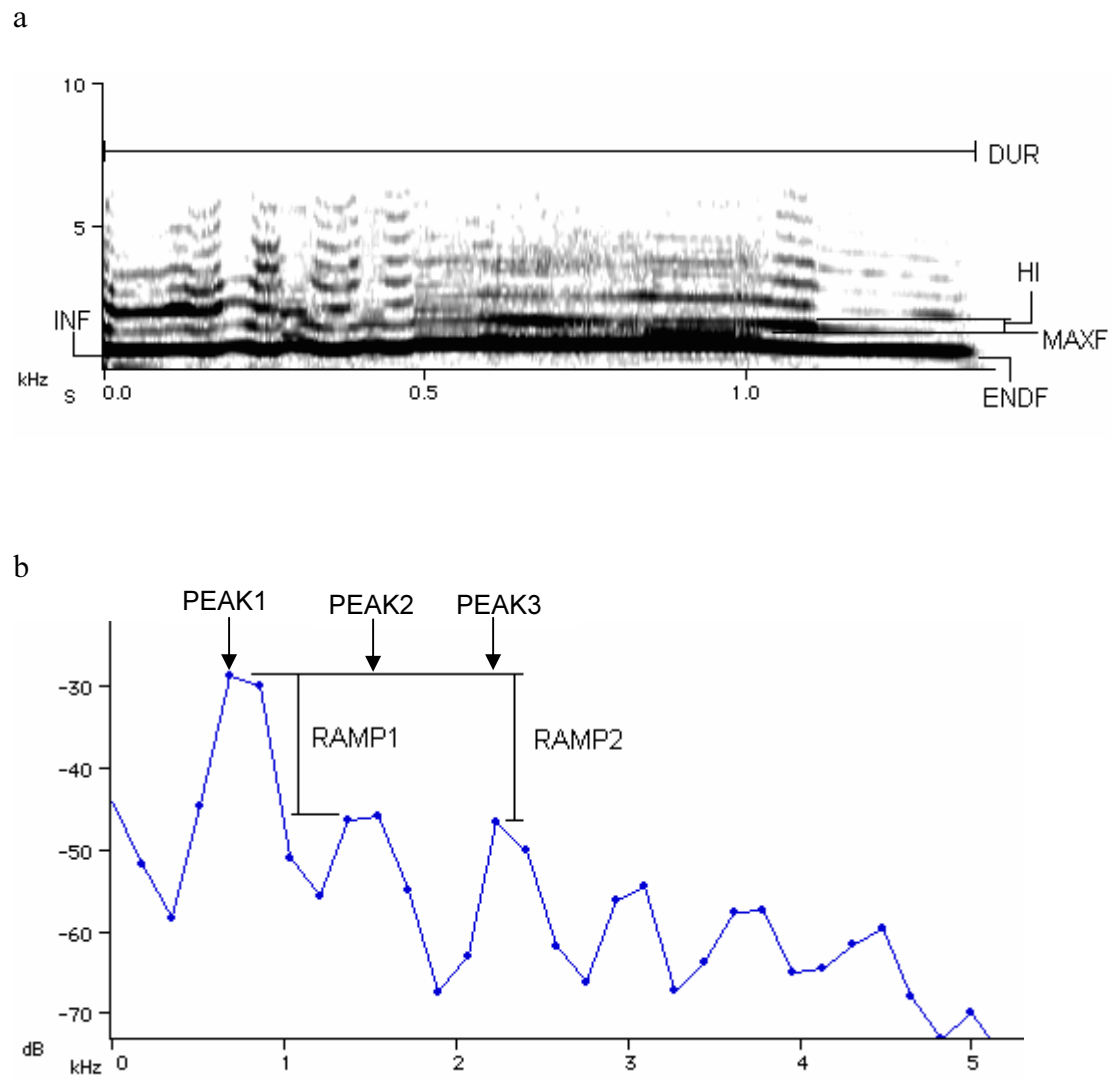 a
10
DUR
5
HI
INF
MAXF
kHz
S 0.0 0.5 1.0
ENDF
b
PEAK1 PEAK2 PEAK3
-30
RAMP1 RAMP2
-40
-50
-60
-70
dB
kHz 0 1 2 3 4 5